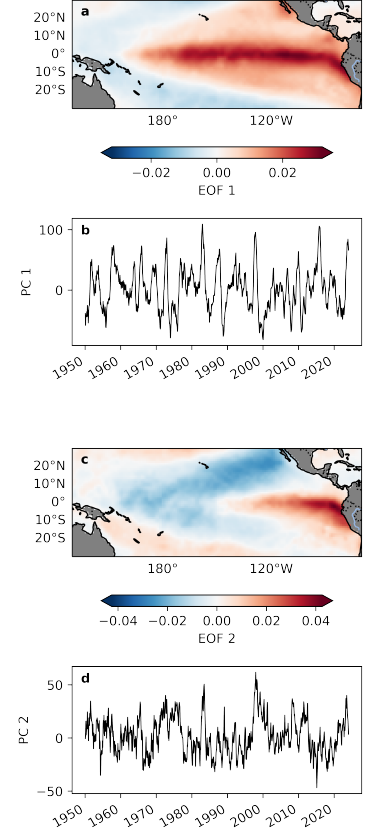 a
20°N
10°N
0°
10°S
20°S
180° 120°W
−0.02 0.00 0.02
EOF 1
b
100
0
PC 1
1950 1960 1970 1980 1990 2000 2010 2020
c
20°N
10°N
0°
10°S
20°S
180° 120°W
−0.04 −0.02 0.00 0.02 0.04
EOF 2
d
50
0
−50
PC 2
1950 1960 1970 1980 1990 2000 2010 2020